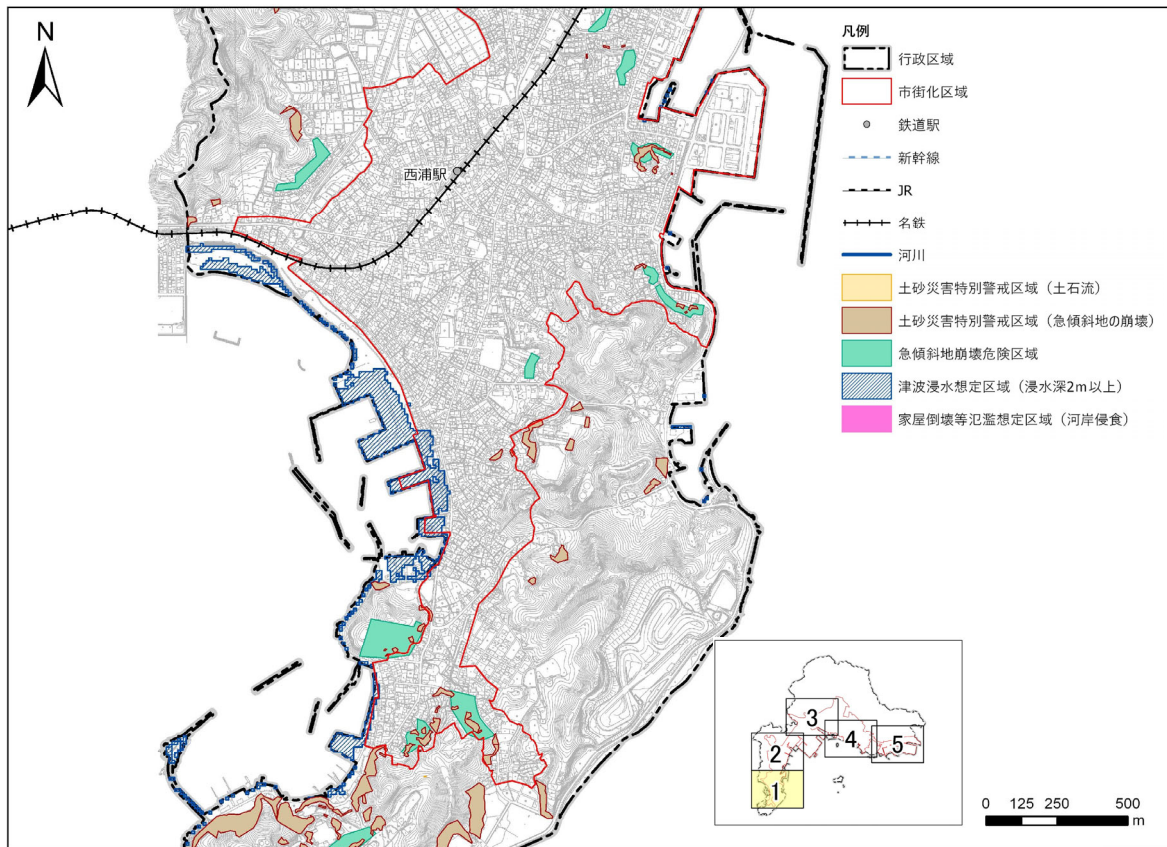 N
西浦駅
凡例
行政区域
市街化区域
鉄道駅
新幹線
JR
名鉄
河川
土砂災害特別警戒区域（土石流）
土砂災害特別警戒区域（急傾斜地の崩壊）
急傾斜地崩壊危険区域
津波浸水想定区域（浸水深2m以上）
家屋倒壊等氾濫想定区域（河岸侵食）
3
4
5
2
1
0 125 250 500
m